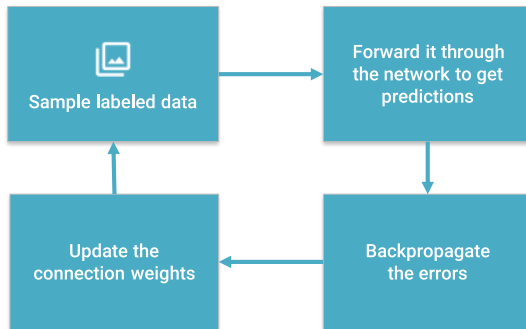 Sample labeled data
Forward it through
the network to get
predictions
Update the
connection weights
Backpropagate
the errors